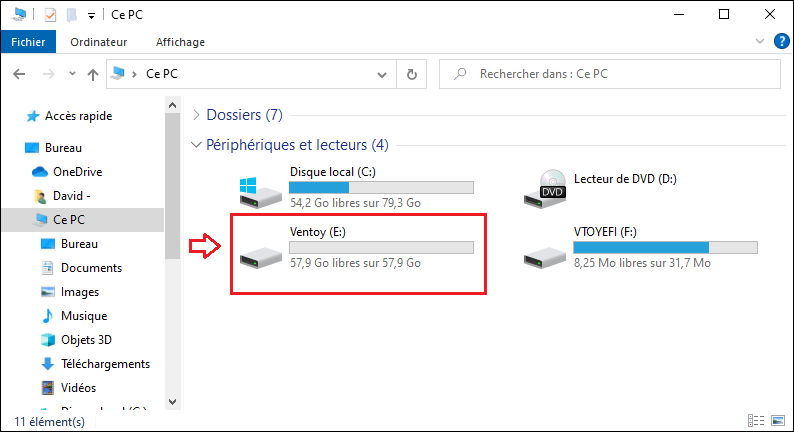 Ce PC
Fichier
Ordinateur
Affichage
Ce PC
Rechercher dans : Ce PC
Accès rapide
Bureau
OneDrive
David -
Ce PC
Bureau
Documents
Images
Musique
Objets 3D
Téléchargements
Vidéos
Dossiers (7)
Périphériques et lecteurs (4)
Disque local (C:)
54,2 Go libres sur 79,3 Go
DVD
Lecteur de DVD (D:)
Ventoy (E:)
57,9 Go libres sur 57,9 Go
VTOYEFI (F:)
8,25 Mo libres sur 31,7 Mo
11 élément(s)